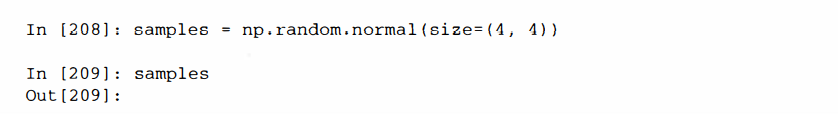 In [208]: samples = np.random.normal(size=(4, 4))
In [209]: samples
Out[209]: